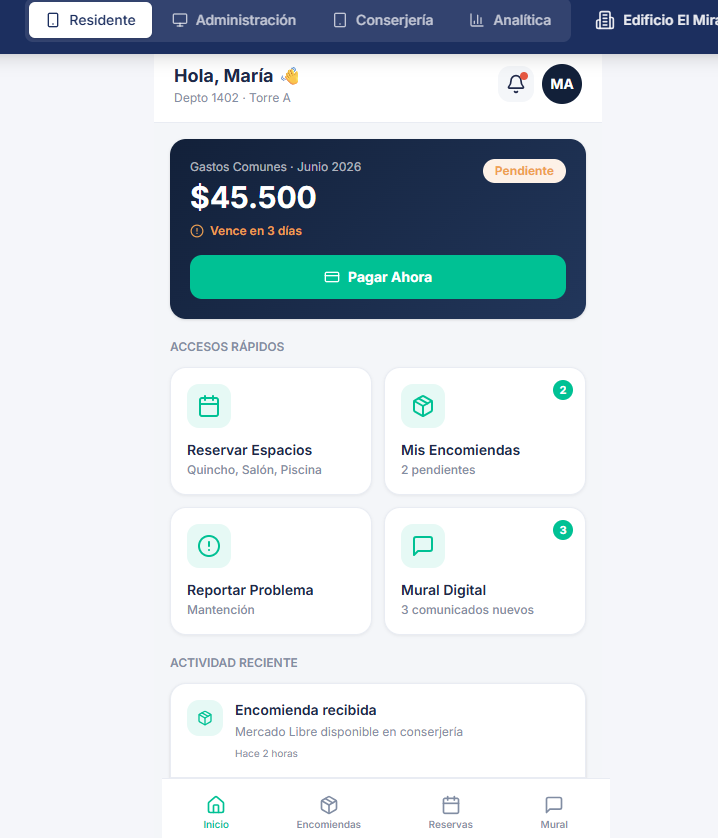 Residente Administración Conserjería Analítica Edificio El Mira
Hola, María 👋
Depto 1402 · Torre A
MA
Gastos Comunes · Junio 2026
Pendiente
$45.500
Vence en 3 días
Pagar Ahora
ACCESOS RÁPIDOS
Reservar Espacios
Quincho, Salón, Piscina
2
Mis Encomiendas
2 pendientes
Reportar Problema
Mantención
3
Mural Digital
3 comunicados nuevos
ACTIVIDAD RECIENTE
Encomienda recibida
Mercado Libre disponible en conserjería
Hace 2 horas
Inicio Encomiendas Reservas Mural